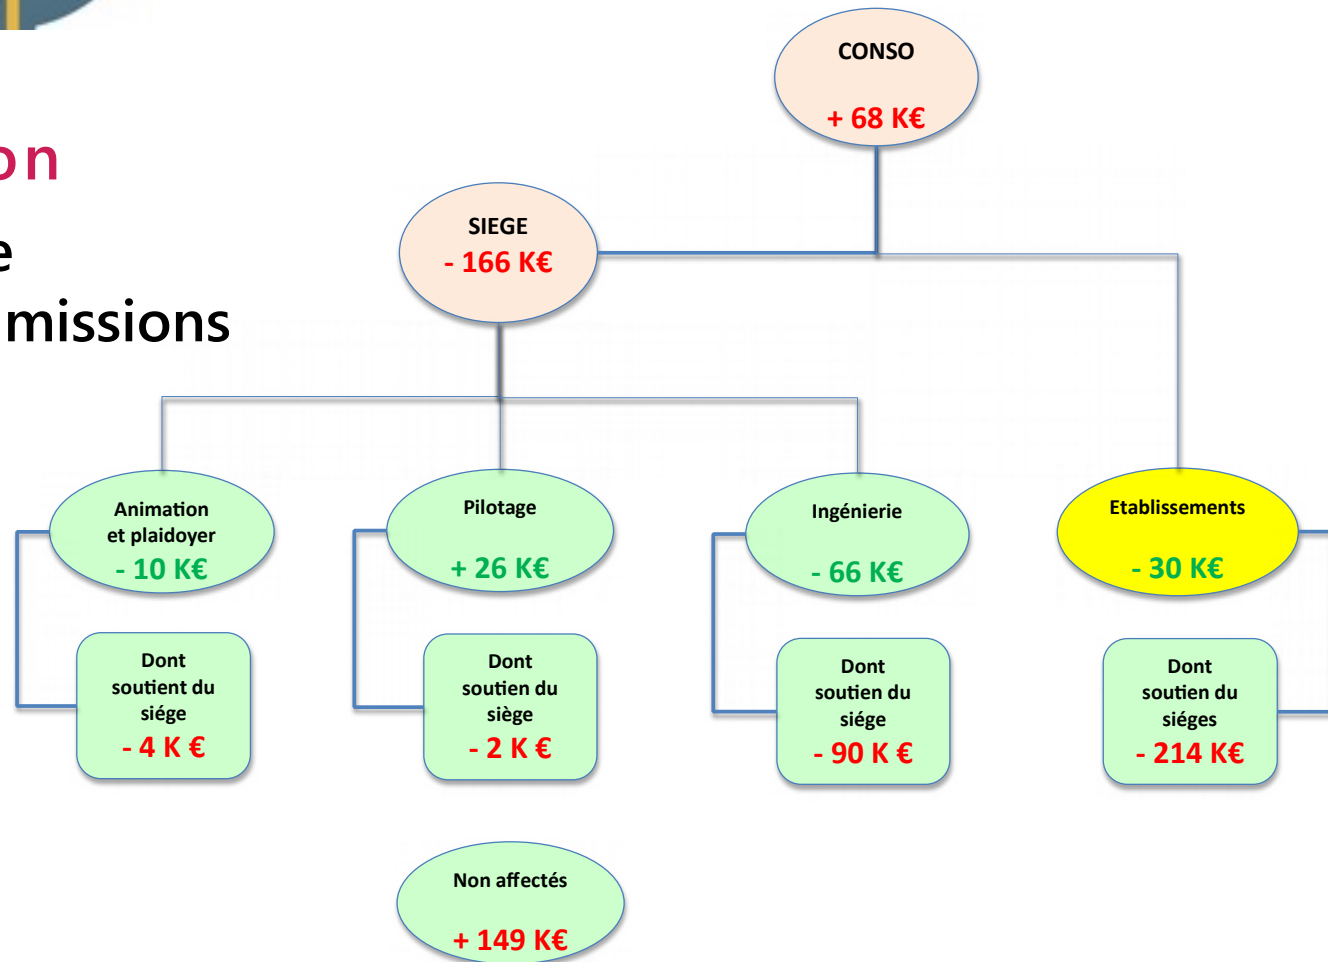 CONSO
+ 68 K€
on
e
missions
SIEGE
- 166 K€
Animation
et plaidoyer
- 10 K€
Pilotage
+ 26 K€
Ingénierie
- 66 K€
Etablissements
- 30 K€
Dont
soutient du
siége
- 4 K €
Dont
soutien du
siège
- 2 K €
Dont
soutien du
siége
- 90 K €
Dont
soutien du
siéges
- 214 K€
Non affectés
+ 149 K€